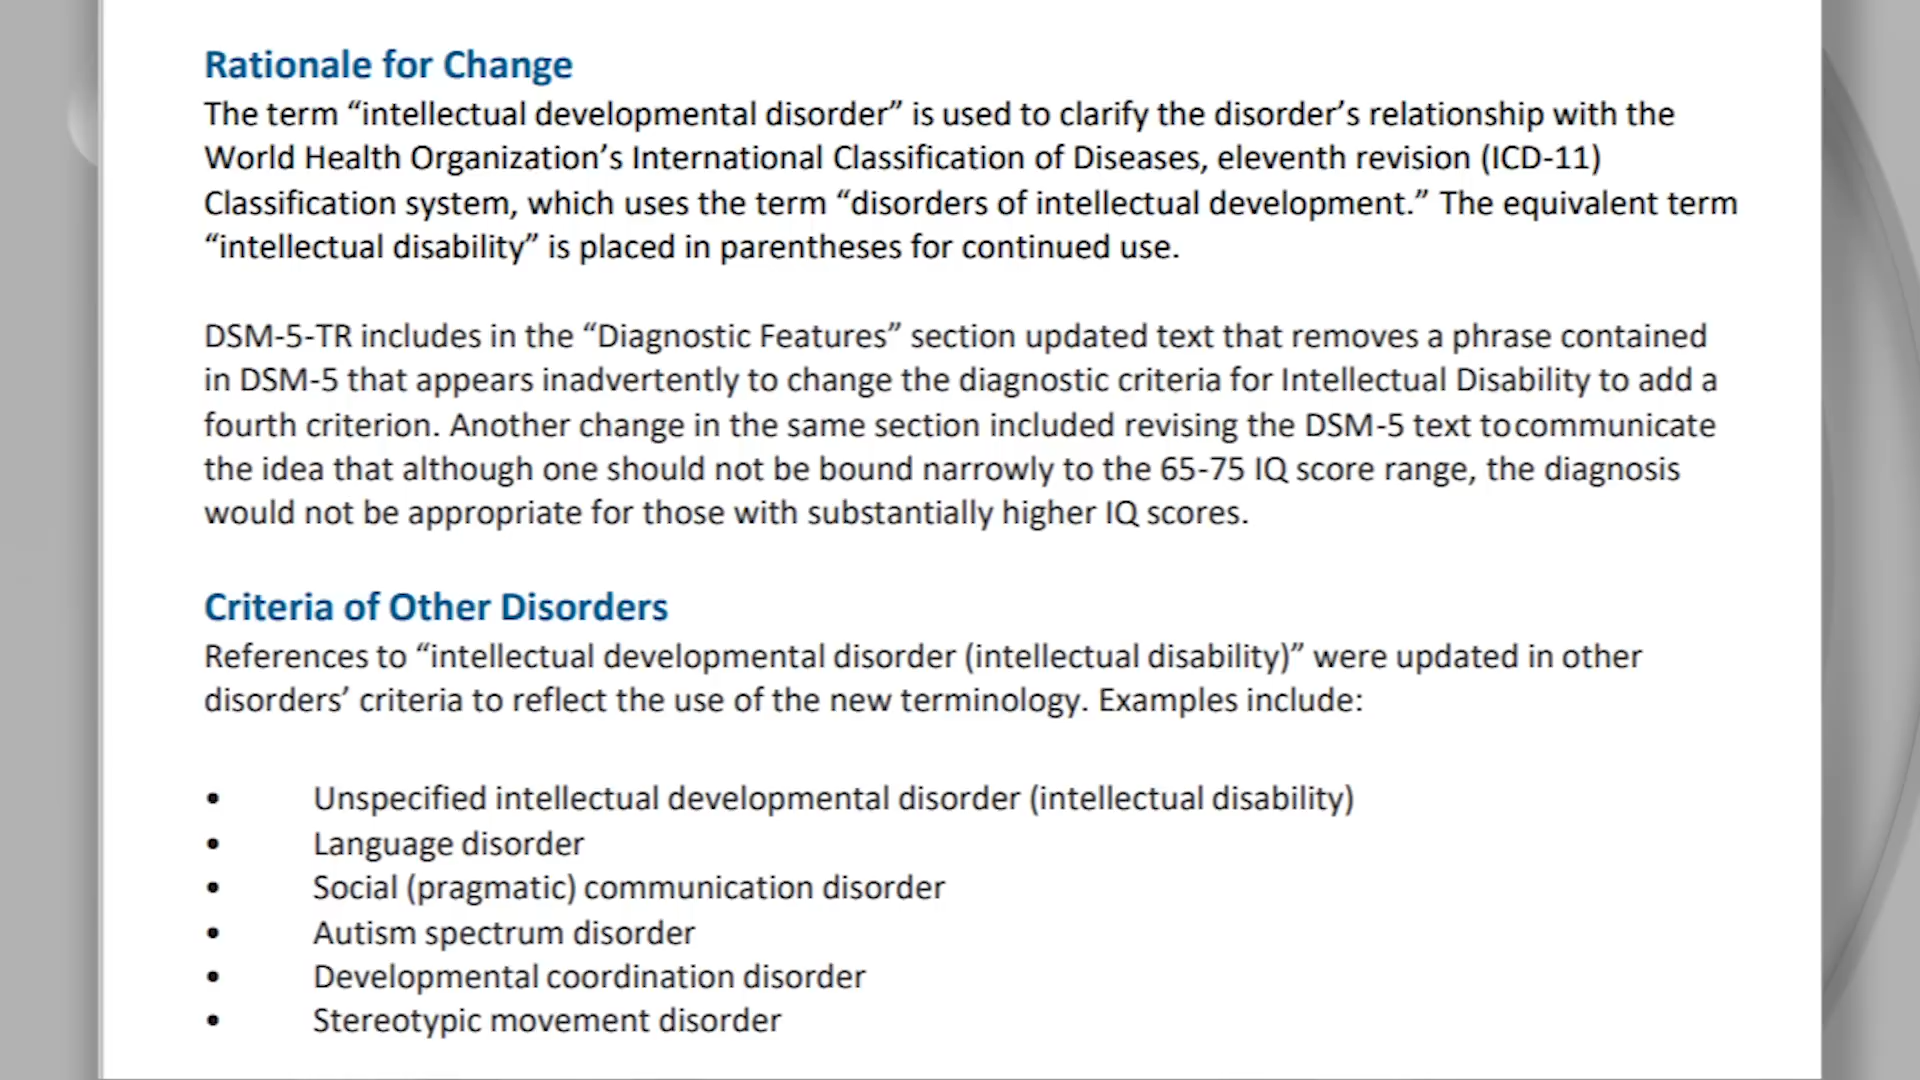 Rationale for Change
The term “intellectual developmental disorder” is used to clarify the disorder’s relationship with the
World Health Organization’s International Classification of Diseases, eleventh revision (ICD-11)
Classification system, which uses the term “disorders of intellectual development.” The equivalent term
“intellectual disability” is placed in parentheses for continued use.
DSM-5-TR includes in the “Diagnostic Features” section updated text that removes a phrase contained
in DSM-5 that appears inadvertently to change the diagnostic criteria for Intellectual Disability to add a
fourth criterion. Another change in the same section included revising the DSM-5 text tocommunicate
the idea that although one should not be bound narrowly to the 65-75 IQ score range, the diagnosis
would not be appropriate for those with substantially higher IQ scores.
Criteria of Other Disorders
References to “intellectual developmental disorder (intellectual disability)” were updated in other
disorders’ criteria to reflect the use of the new terminology. Examples include:
• Unspecified intellectual developmental disorder (intellectual disability)
• Language disorder
• Social (pragmatic) communication disorder
• Autism spectrum disorder
• Developmental coordination disorder
• Stereotypic movement disorder